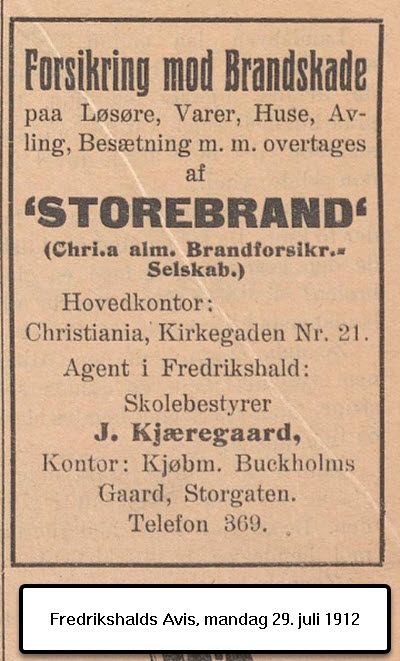 Forsikring mod Brandskade
paa Løsøre, Varer, Huse, Av-
ling, Besætning m. m. overtages
af
‘STOREBRAND‘
(Chri.a alm. Brandforsikr.-
Selskab.)
Hovedkontor:
Christiania, Kirkegaden Nr. 21.
Agent i Fredrikshald:
Skolebestyrer
J. Kjæregaard,
Kontor: Kjøbm. Buckholms
Gaard, Storgaten.
Telefon 369.
Fredrikshalds Avis, mandag 29. juli 1912